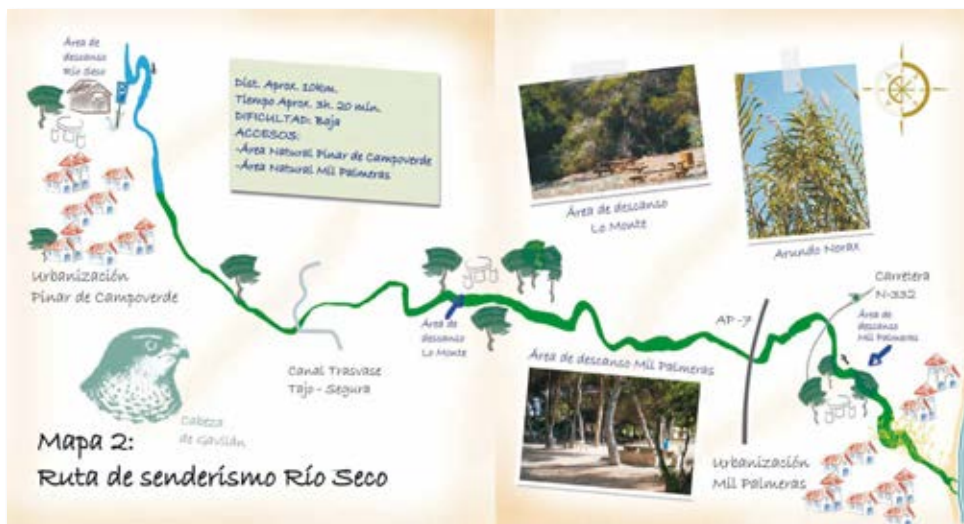 Área de
descanso
Río Seco
Dist. Aprox. 10km.
Tiempo Aprox. 3h. 20 min.
DIFICULTAD: Baja
ACCESOS:
-Área Natural Pinar de Campoverde
-Área Natural Mil Palmeras
Área de descanso
Lo Monte
Arundo Norax
Urbanización
Pinar de Campoverde
Carretera
N-332
Área de
descanso
Mil Palmeras
AP-7
Área de
descanso
Lo Monte
Canal Trasvase
Tajo - Segura
Área de descanso Mil Palmeras
Cabeza
de Gavilán
Mapa 2:
Ruta de senderismo Río Seco
Urbanización
Mil Palmeras